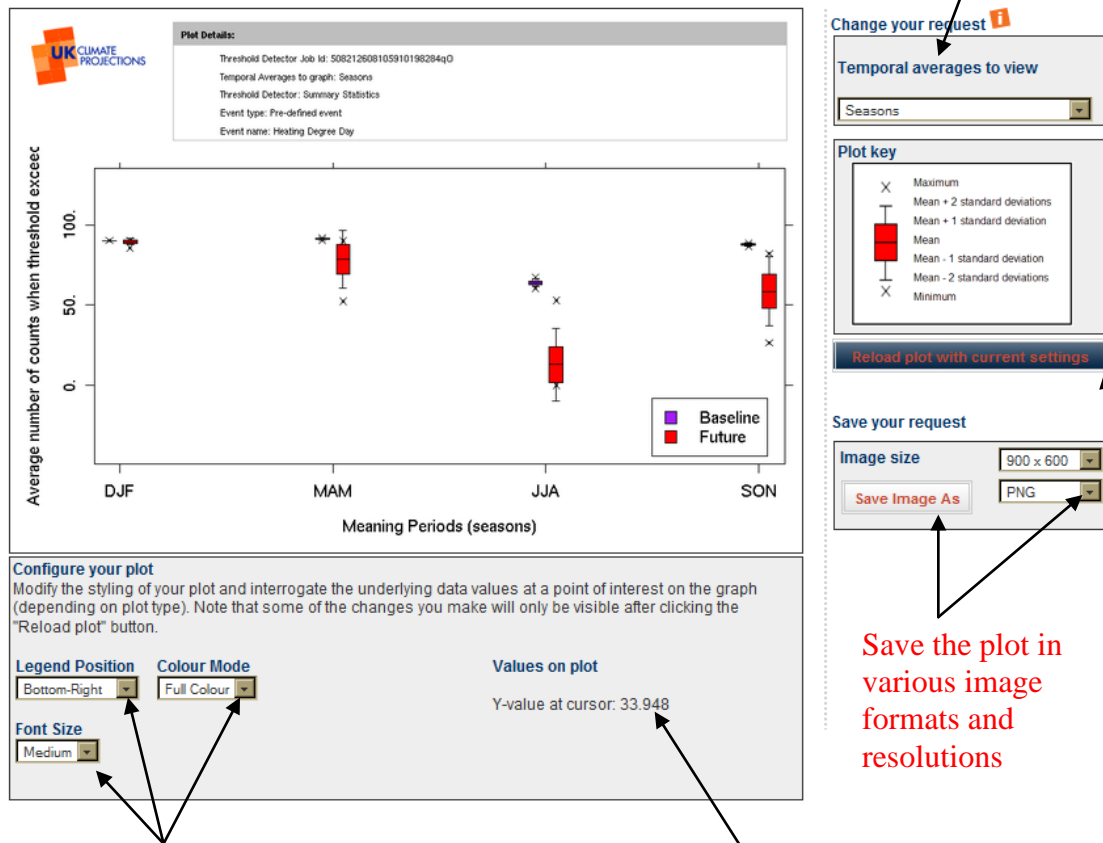 UK CLIMATE
PROJECTIONS
Plot Details:
Threshold Detector Job Id: 508212608105910198284qO
Temporal Averages to graph: Seasons
Threshold Detector: Summary Statistics
Event type: Pre-defined event
Event name: Heating Degree Day
Average number of counts when threshold exceec
100.
50.
0.
Baseline
Future
DJF MAM JJA SON
Meaning Periods (seasons)
Configure your plot
Modify the styling of your plot and interrogate the underlying data values at a point of interest on the graph
(depending on plot type). Note that some of the changes you make will only be visible after clicking the
"Reload plot" button.
Legend Position Colour Mode Values on plot
Bottom-Right Full Colour
Y-value at cursor: 33.948
Font Size
Medium
Change your request i
Temporal averages to view
Seasons
Plot key
Maximum
Mean + 2 standard deviations
Mean + 1 standard deviation
Mean
Mean - 1 standard deviation
Mean - 2 standard deviations
Minimum
Reload plot with current settings
Save your request
Image size 900 x 600
Save Image As PNG
Save the plot in
various image
formats and
resolutions